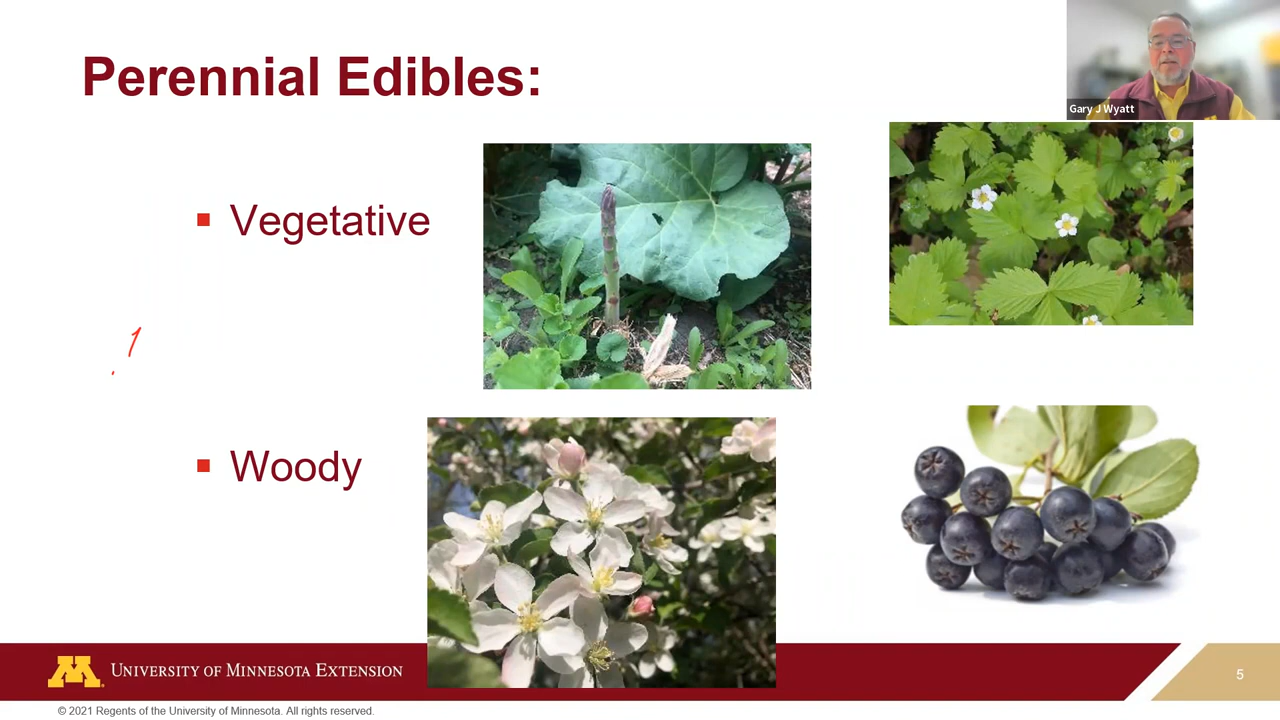 Perennial Edibles:
Gary J Wyatt
Vegetative
Woody
UNIVERSITY OF MINNESOTA EXTENSION
5
© 2021 Regents of the University of Minnesota. All rights reserved.